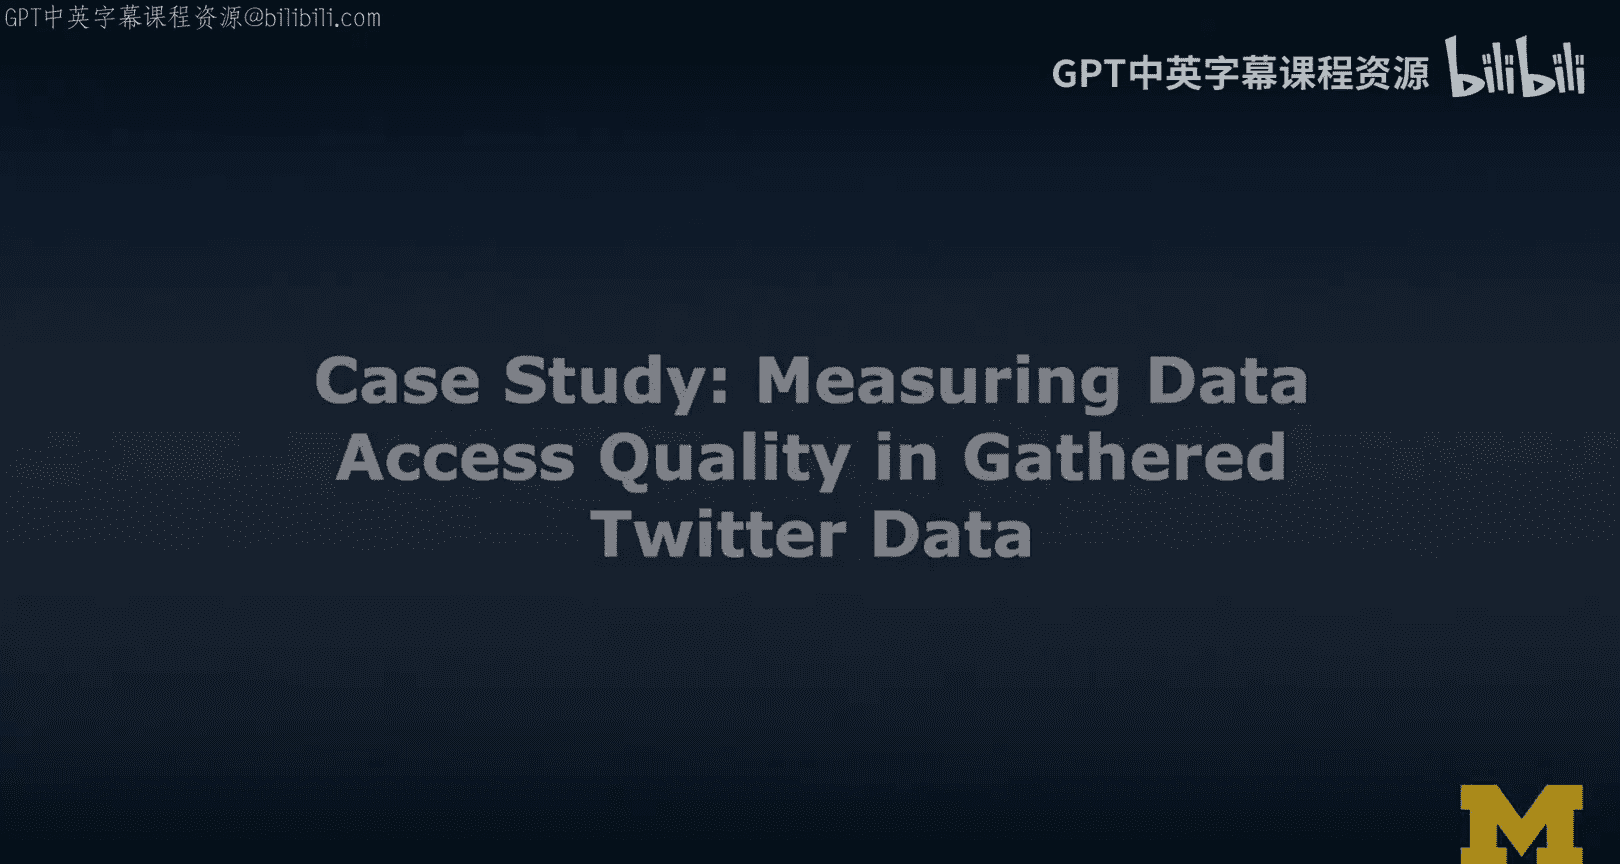 GPT中英字幕课程资源@bilibili.com
GPT中英字幕课程资源 bilibili
Case Study: Measuring Data
Access Quality in Gathered
Twitter Data
M